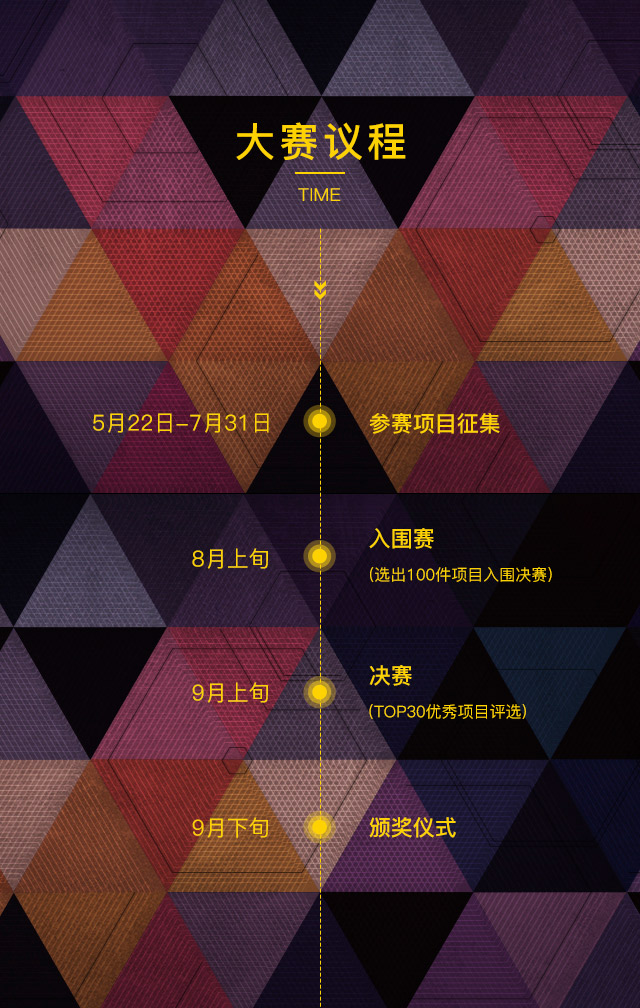 大赛议程
TIME
5月22日-7月31日
参赛项目征集
8月上旬
入围赛
(选出100件项目入围决赛)
9月上旬
决赛
(TOP30优秀项目评选)
9月下旬
颁奖仪式